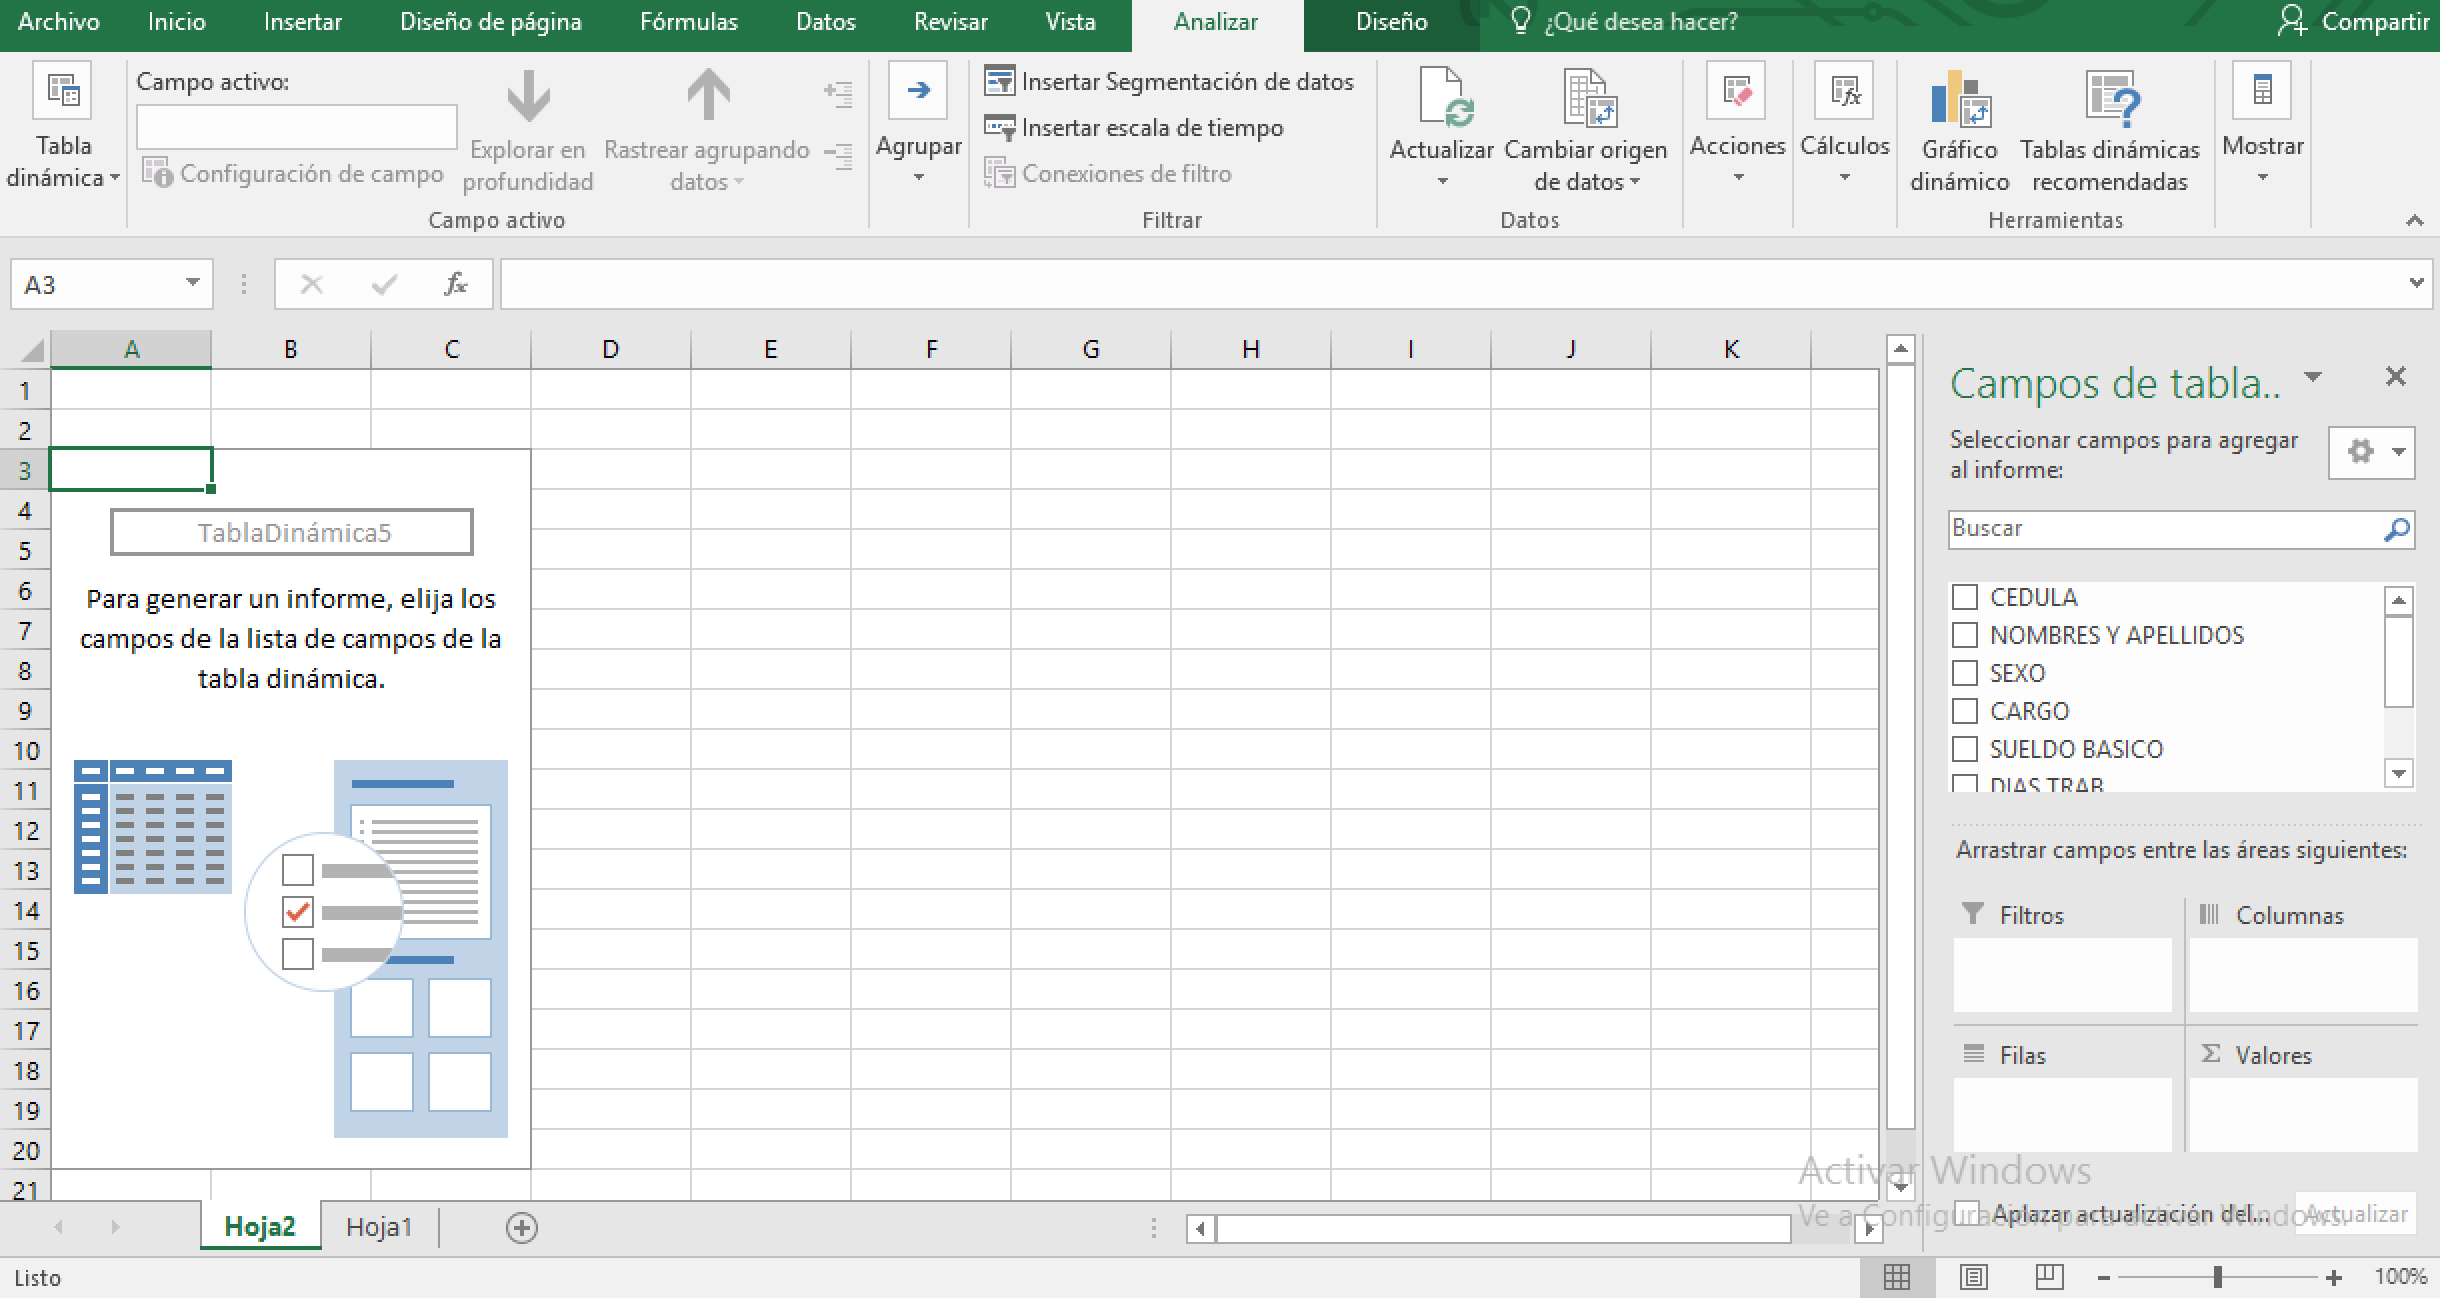 Archivo Inicio Insertar Diseño de página Fórmulas Datos Revisar Vista Analizar Diseño ¿Qué desea hacer? Compartir
Tabla dinámica
Campo activo:
Configuración de campo
Explorar en profundidad
Rastrear agrupando datos
Campo activo
Agrupar
Insertar Segmentación de datos
Insertar escala de tiempo
Conexiones de filtro
Filtrar
Actualizar
Cambiar origen de datos
Datos
Acciones
Cálculos
Gráfico dinámico
Tablas dinámicas recomendadas
Herramientas
Mostrar
A3 fx
A B C D E F G H I J K
1
2
3
4
5
6
7
8
9
10
11
12
13
14
15
16
17
18
19
20
21
TablaDinámica5
Para generar un informe, elija los
campos de la lista de campos de la
tabla dinámica.
Campos de tabla..
Seleccionar campos para agregar
al informe:
Buscar
CEDULA
NOMBRES Y APELLIDOS
SEXO
CARGO
SUELDO BASICO
DIAS TRAB
Arrastrar campos entre las áreas siguientes:
Filtros
Columnas
Filas
Σ Valores
Activar Windows
Ve a Configuración para activar Windows.
Aplazar actualización del... Actualizar
Hoja2 Hoja1
Listo
100%